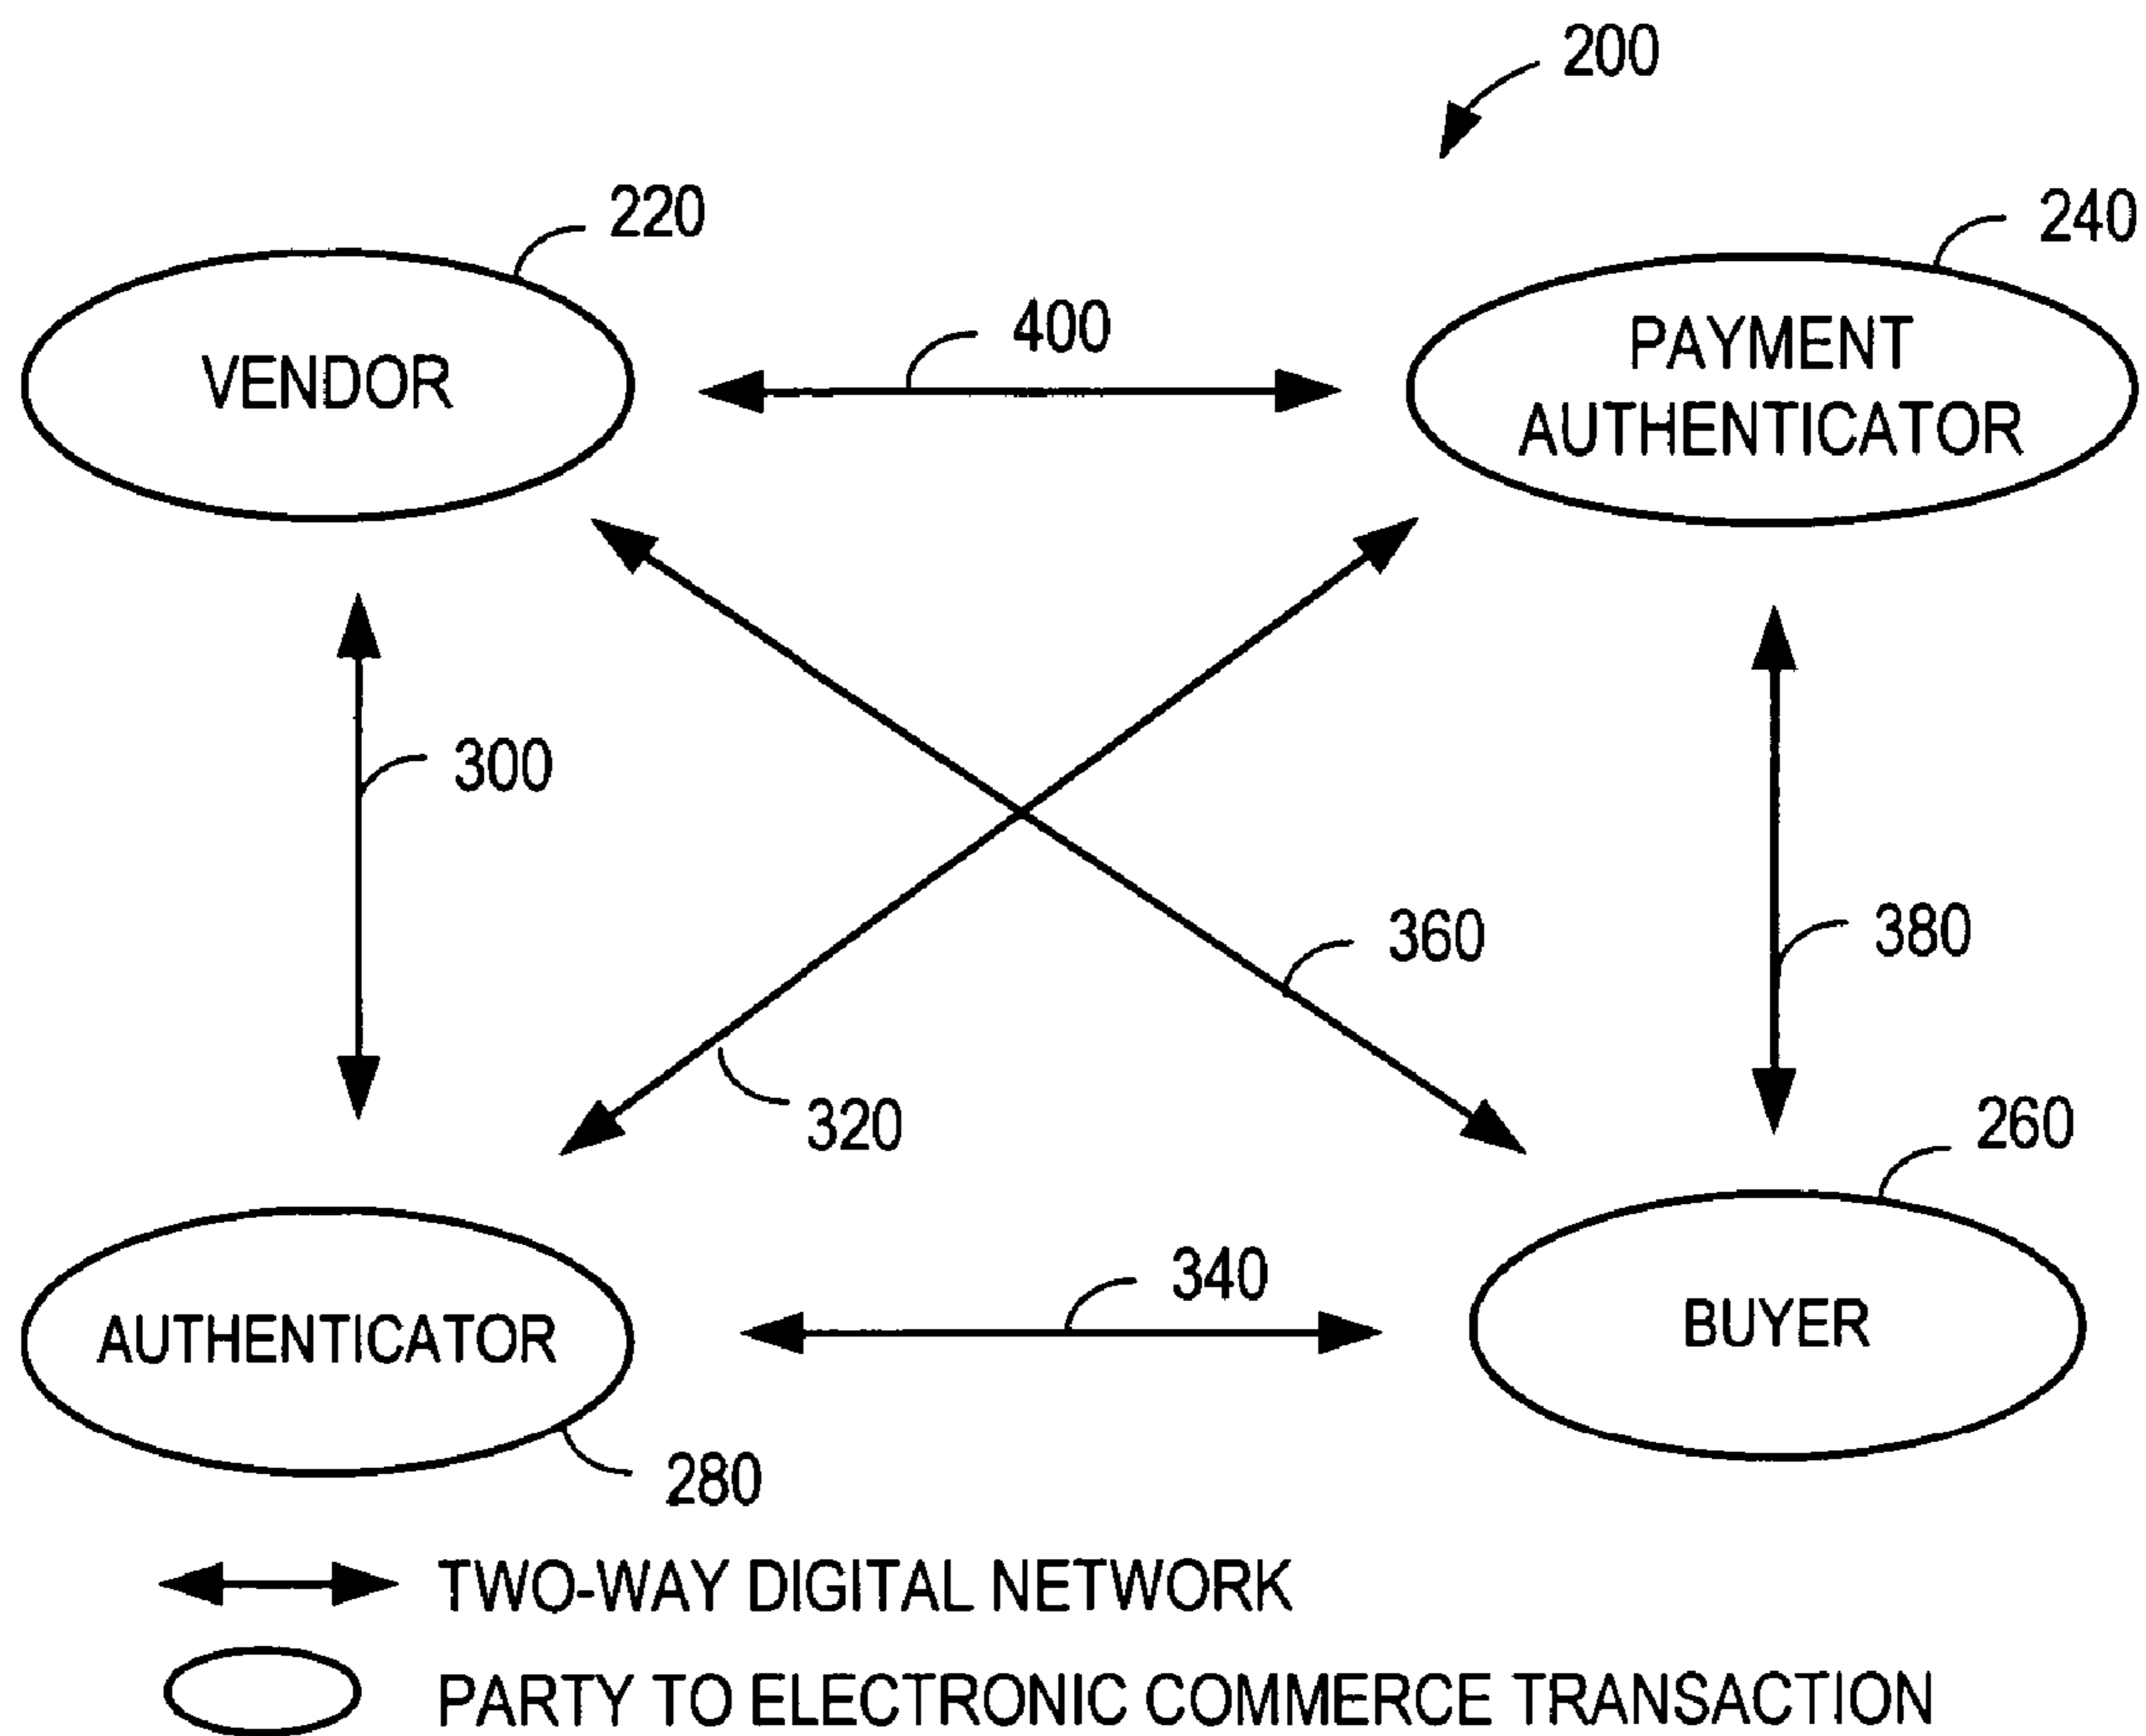 200
220
240
400
VENDOR
PAYMENT
AUTHENTICATOR
300
360
380
320
260
340
AUTHENTICATOR
BUYER
280
TWO-WAY DIGITAL NETWORK
PARTY TO ELECTRONIC COMMERCE TRANSACTION